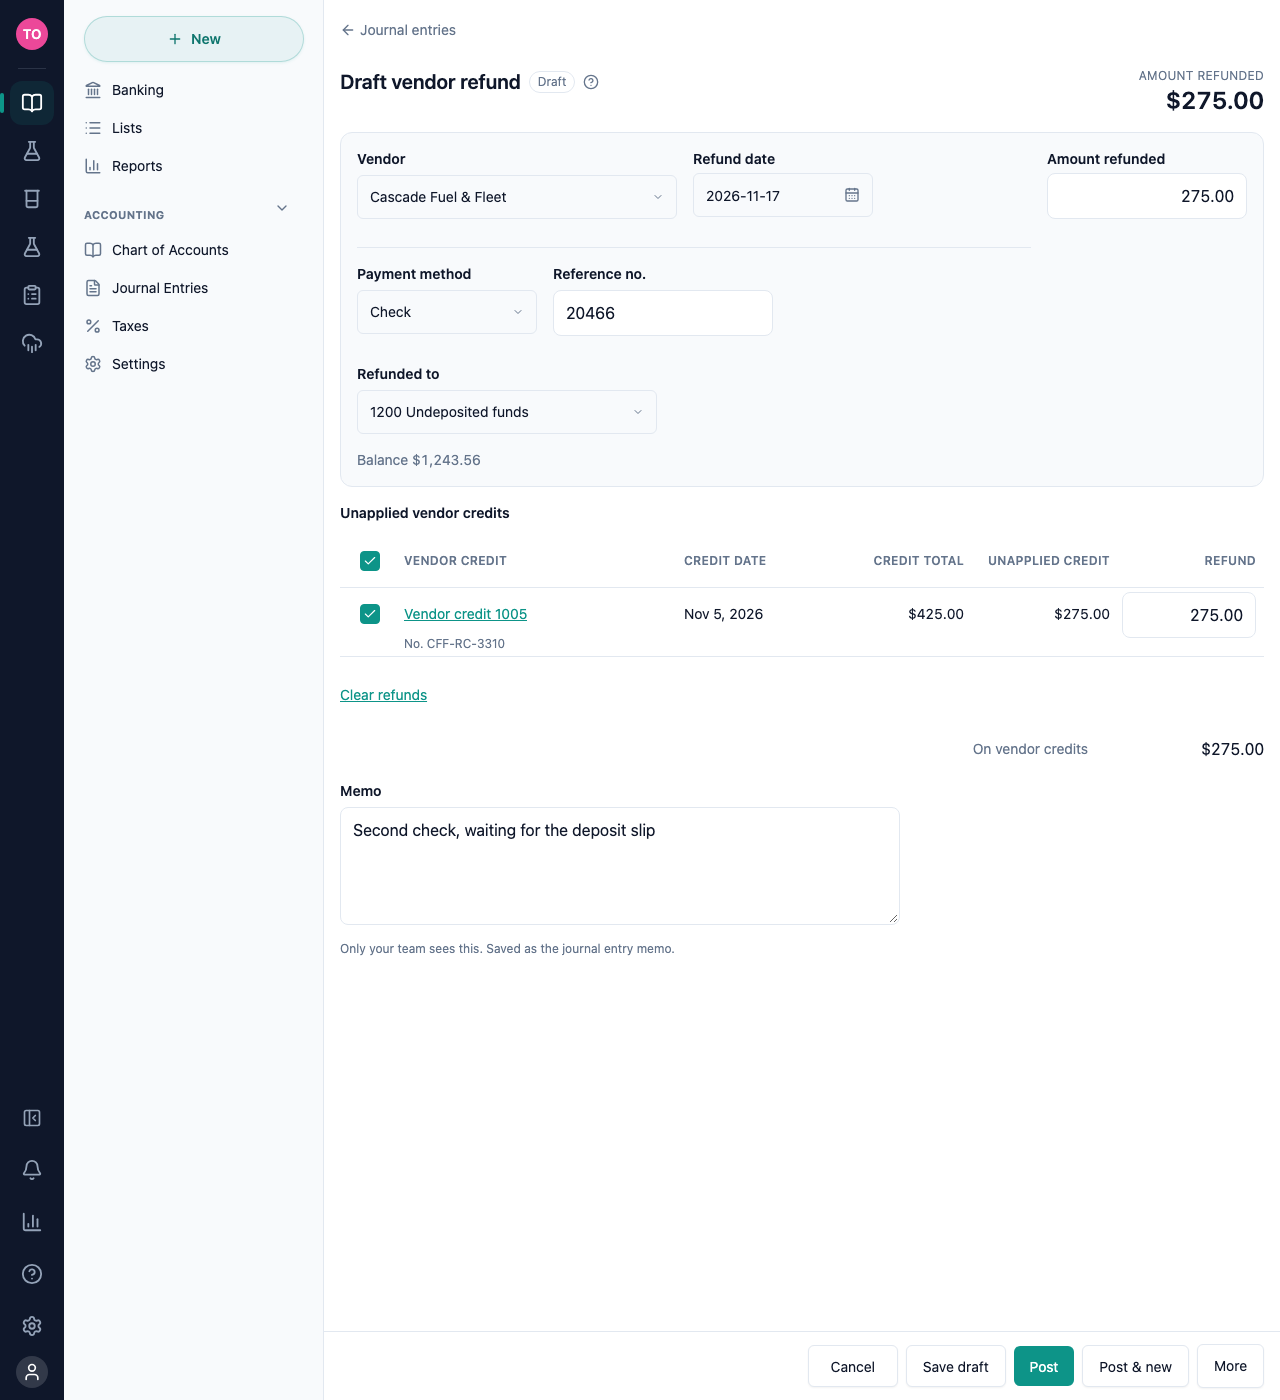 TO
New
Banking
Lists
Reports
ACCOUNTING
Chart of Accounts
Journal Entries
Taxes
Settings
Journal entries
Draft vendor refund
Draft
AMOUNT REFUNDED
$275.00
Vendor
Refund date
Amount refunded
Cascade Fuel & Fleet
2026-11-17
275.00
Payment method
Reference no.
Check
20466
Refunded to
1200 Undeposited funds
Balance $1,243.56
Unapplied vendor credits
VENDOR CREDIT CREDIT DATE CREDIT TOTAL UNAPPLIED CREDIT REFUND
Vendor credit 1005 Nov 5, 2026 $425.00 $275.00 275.00
No. CFF-RC-3310
Clear refunds
On vendor credits $275.00
Memo
Second check, waiting for the deposit slip
Only your team sees this. Saved as the journal entry memo.
Cancel
Save draft
Post
Post & new
More